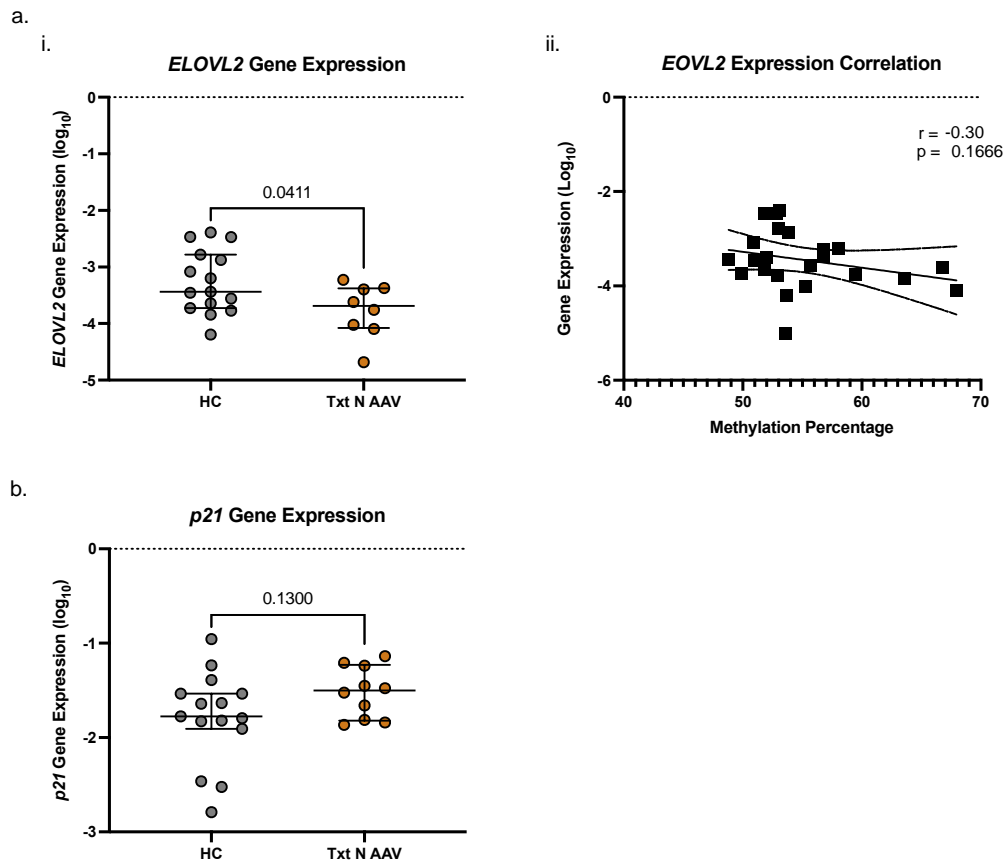 a.
i.
ELOVL2 Gene Expression
0
-1
-2
-3
-4
-5
ELOVL2 Gene Expression (log10)
0.0411
HC
Txt N AAV
ii.
EOVL2 Expression Correlation
0
-2
-4
-6
Gene Expression (Log10)
r = -0.30
p = 0.1666
40
50
60
70
Methylation Percentage
b.
p21 Gene Expression
0
-1
-2
-3
p21 Gene Expression (log10)
0.1300
HC
Txt N AAV